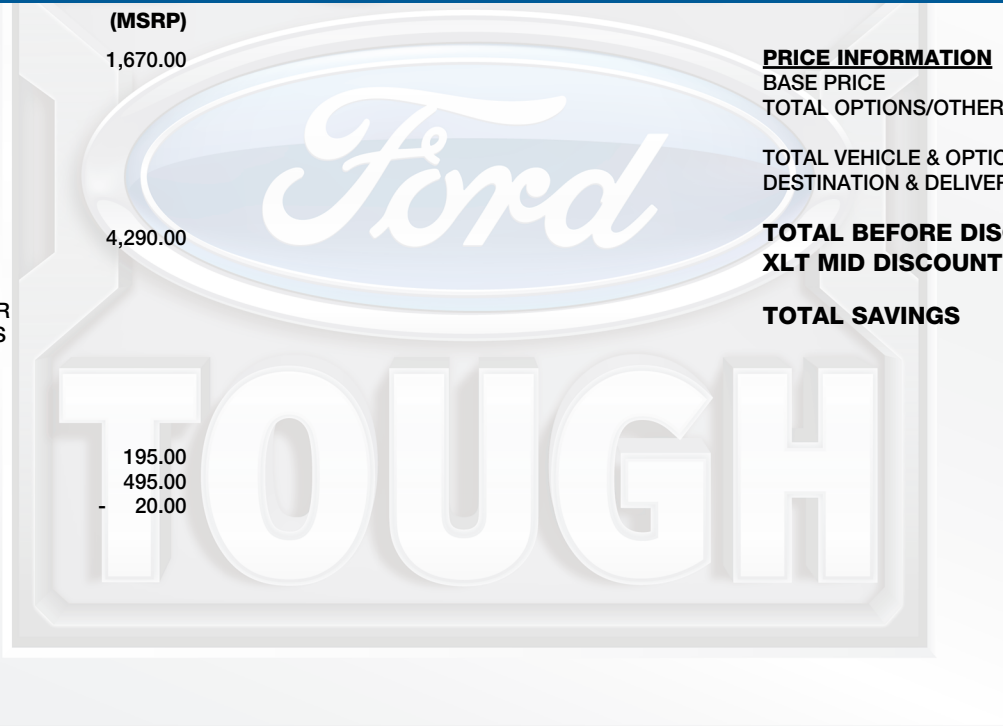 (MSRP)
1,670.00
4,290.00
R
S
195.00
495.00
- 20.00
Ford
TOUGH
PRICE INFORMATION
BASE PRICE
TOTAL OPTIONS/OTHER
TOTAL VEHICLE & OPTIO
DESTINATION & DELIVER
TOTAL BEFORE DISC
XLT MID DISCOUNT
TOTAL SAVINGS